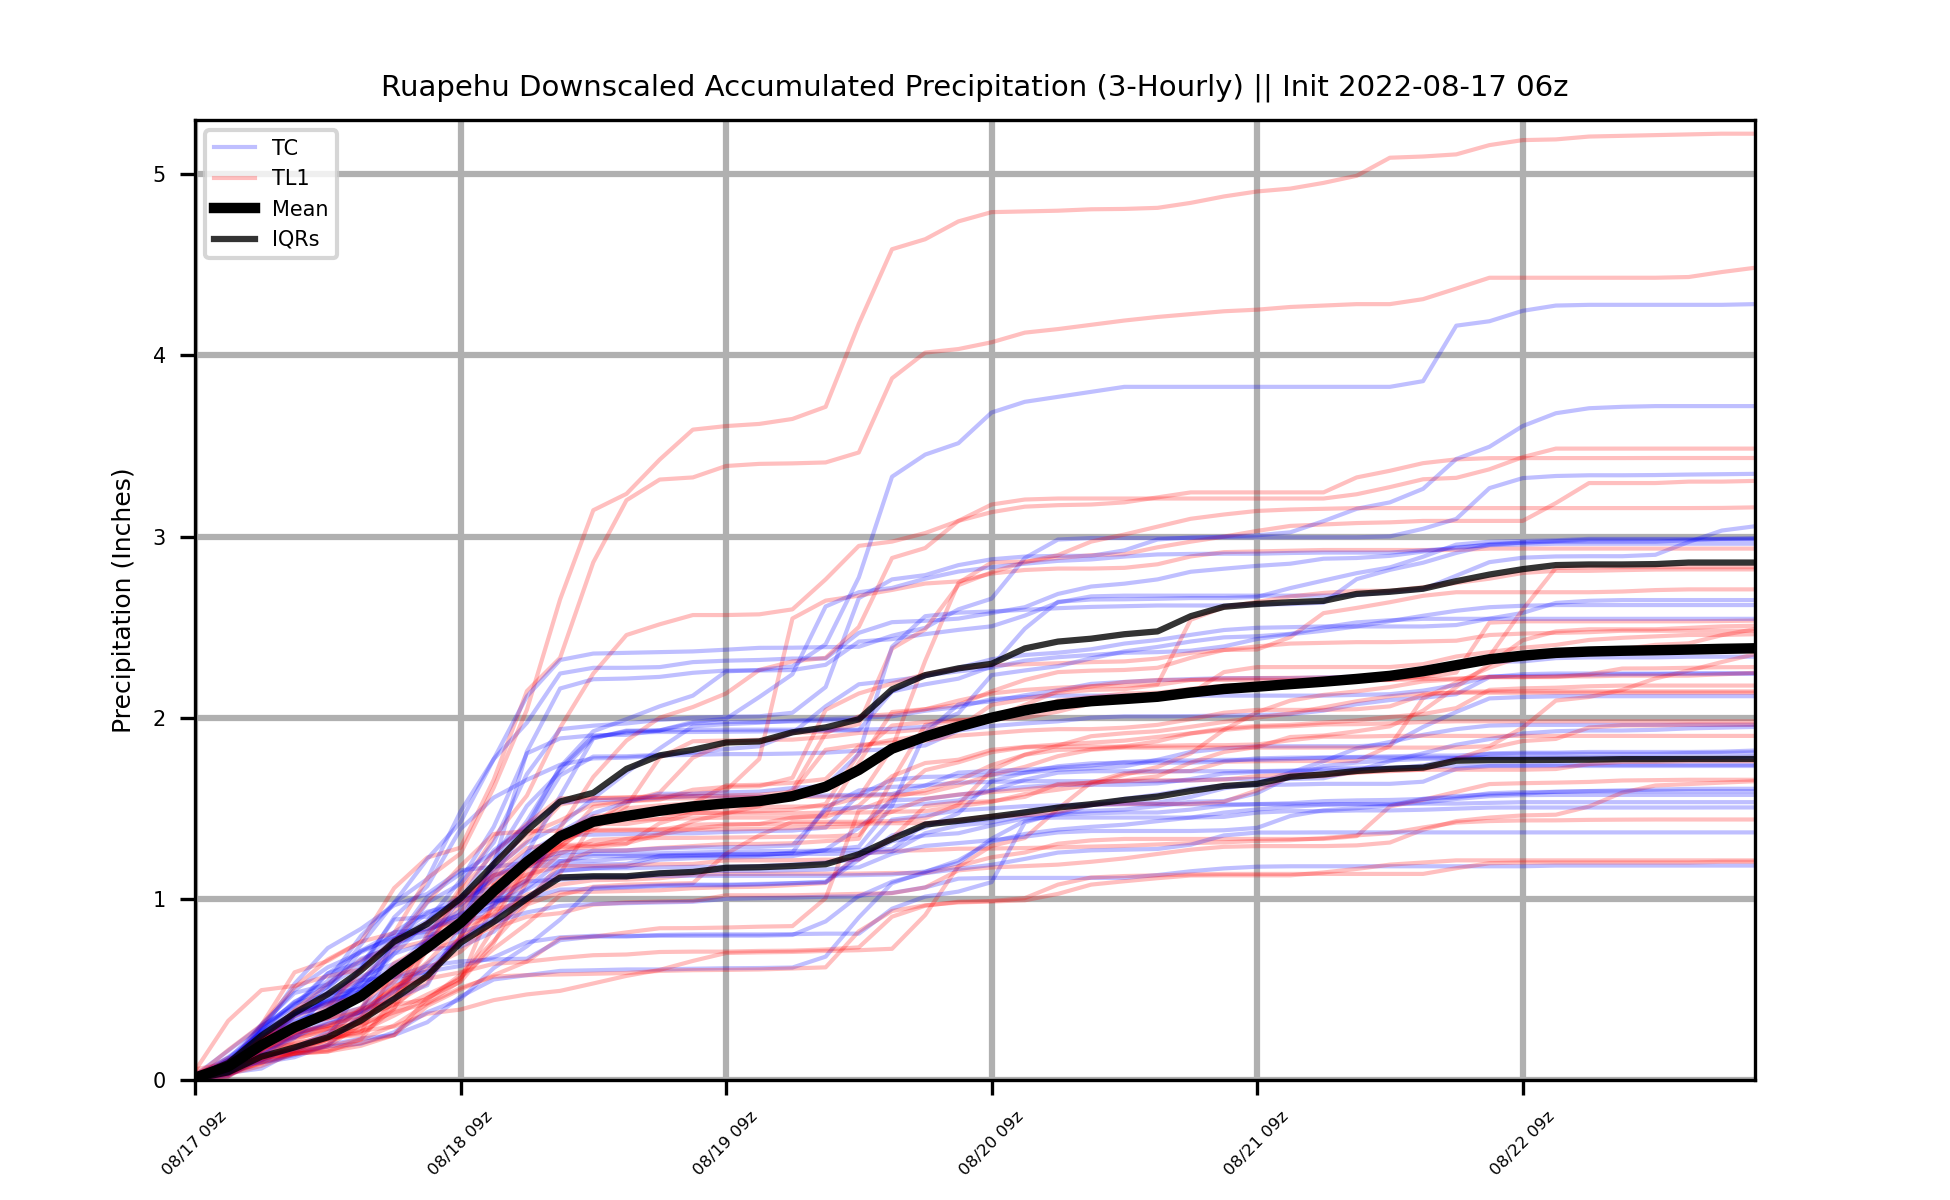 Ruapehu Downscaled Accumulated Precipitation (3-Hourly) || Init 2022-08-17 06z
TC
TL1
Mean
IQRs
Precipitation (Inches)
5
4
3
2
1
0
08/17 09z
08/18 09z
08/19 09z
08/20 09z
08/21 09z
08/22 09z